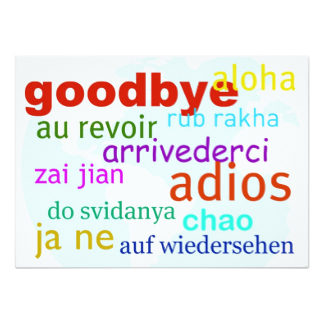 aloha
goodbye
rub rakha
au revoir
arrivederci
zai jian
adios
do svidanya
chao
ja ne
auf wiedersehen